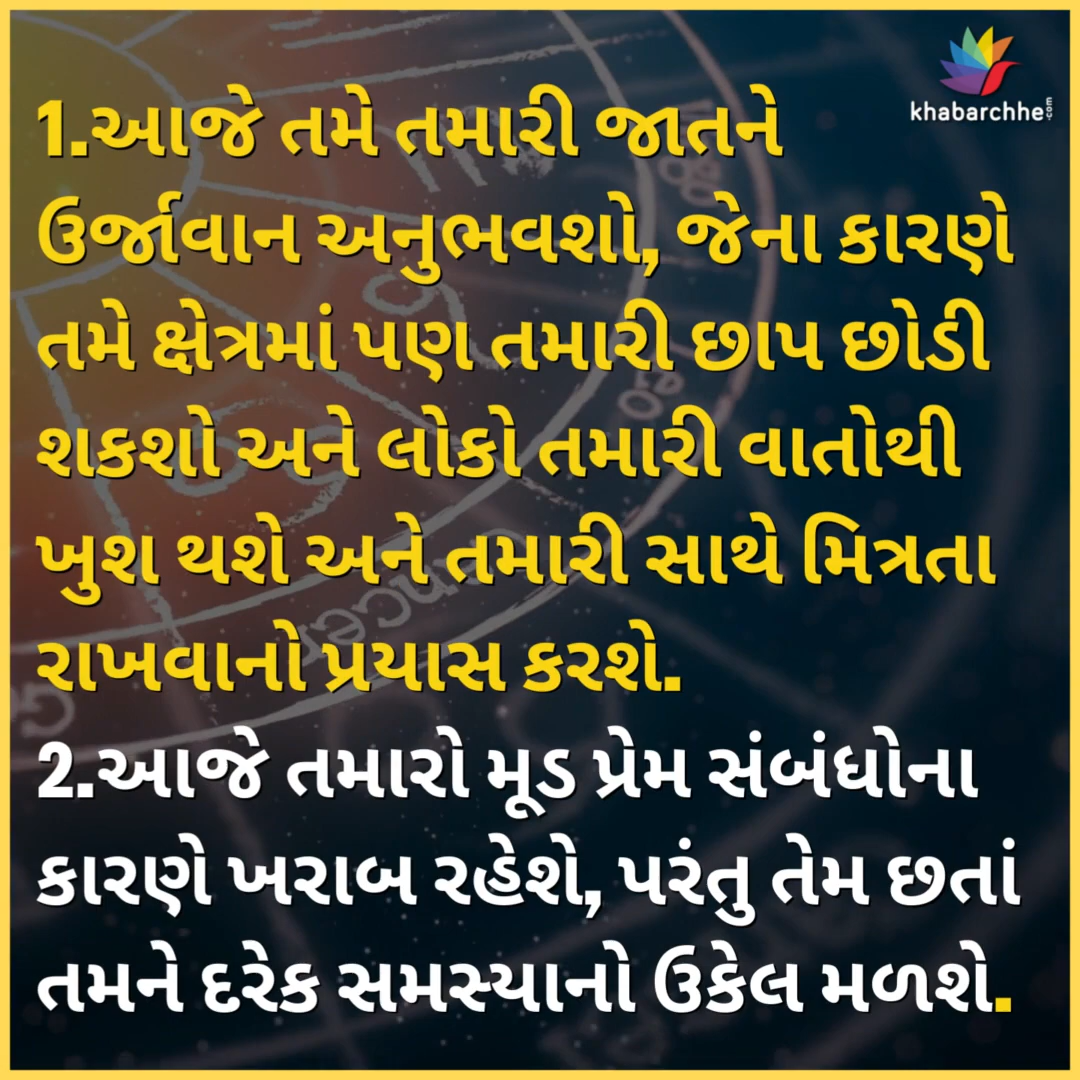 khabarchhe.com
1.આજે તમે તમારી જાતને
ઉર્જાવાન અનુભવશો, જેના કારણે
તમે ક્ષેત્રમાં પણ તમારી છાપ છોડી
શકશો અને લોકો તમારી વાતોથી
ખુશ થશે અને તમારી સાથે મિત્રતા
રાખવાનો પ્રયાસ કરશે.
2.આજે તમારો મૂડ પ્રેમ સંબંધોના
કારણે ખરાબ રહેશે, પરંતુ તેમ છતાં
તમને દરેક સમસ્યાનો ઉકેલ મળશે.